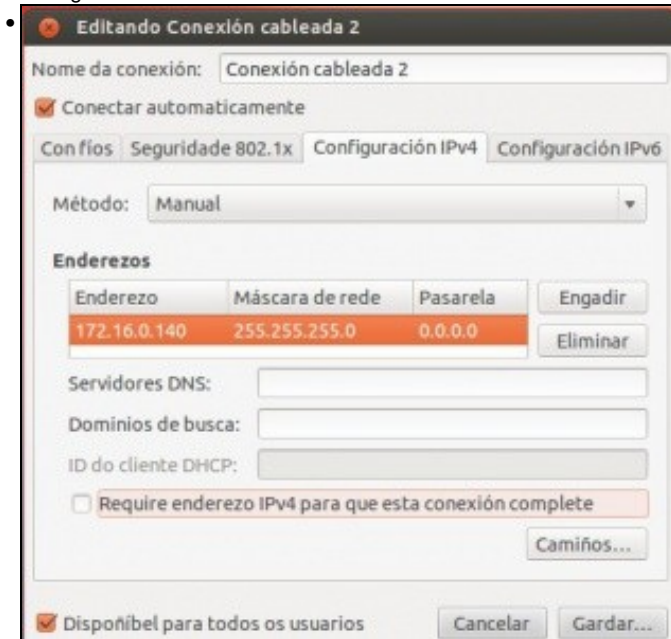 Editando Conexión cableada 2
Nome da conexión: Conexión cableada 2
Conectar automaticamente
Con fíos Seguridade 802.1x Configuración IPv4 Configuración IPv6
Método: Manual
Enderezos
Enderezo Máscara de rede Pasarela Engadir
172.16.0.140 255.255.255.0 0.0.0.0 Eliminar
Servidores DNS:
Dominios de busca:
ID do cliente DHCP:
Require enderezo IPv4 para que esta conexión complete
Camiños...
Dispoñíbel para todos os usuarios Cancelar Gardar...